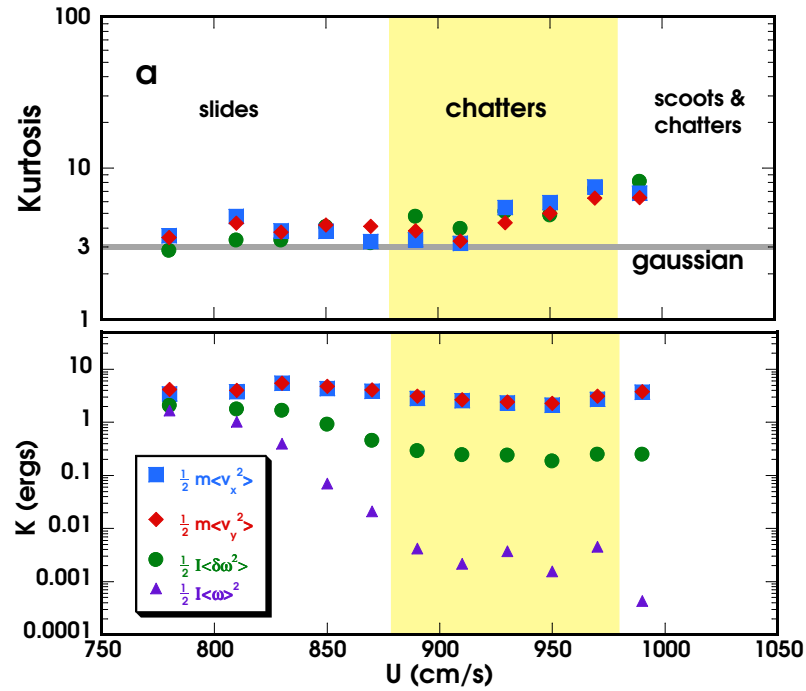 100
a
slides
chatters
scoots &
chatters
10
Kurtosis
3
gaussian
1
10
1
0.1
0.01
0.001
0.0001
K (ergs)
½ m<vₓ²>
½ m<v_y²>
½ I<δω²>
½ I<ω>²
750 800 850 900 950 1000 1050
U (cm/s)